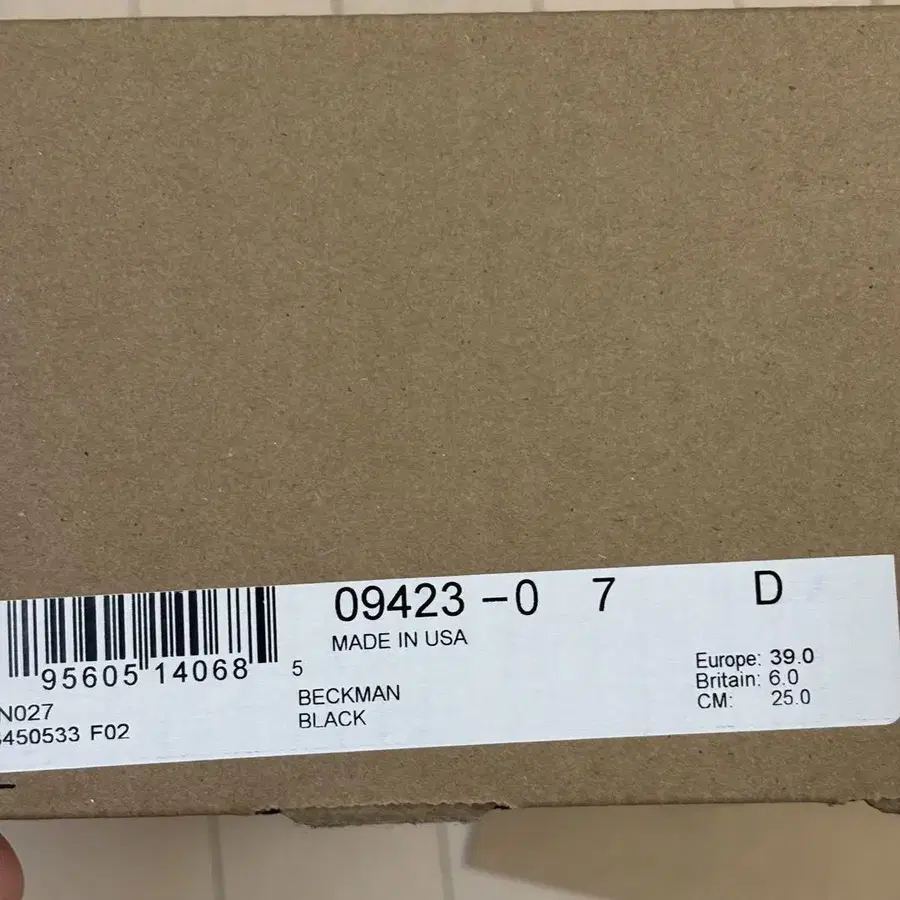 09423 -0 7 D
MADE IN USA
95605 14068 5
BECKMAN
BLACK
N027
450533 F02
Europe: 39.0
Britain: 6.0
CM: 25.0